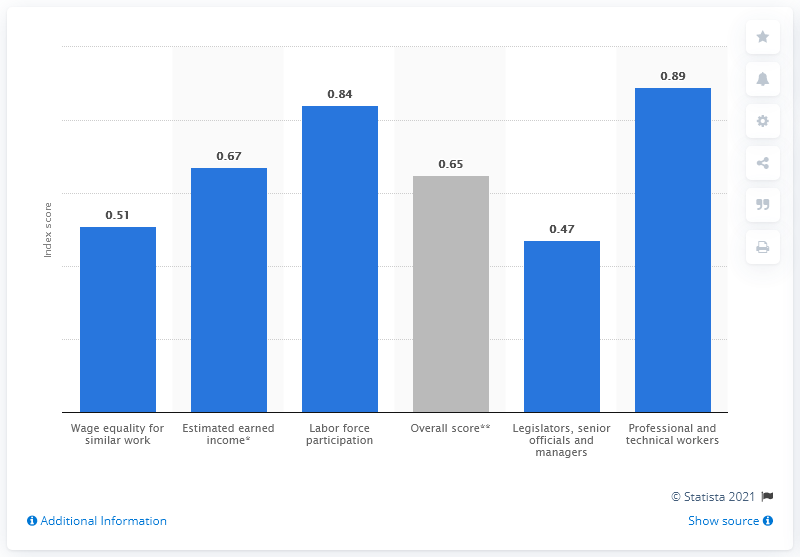 Index score
0.51
0.67
0.84
0.65
0.47
0.89
Wage equality for
similar work
Estimated earned
income*
Labor force
participation
Overall score**
Legislators, senior
officials and
managers
Professional and
technical workers
© Statista 2021
Additional Information
Show source